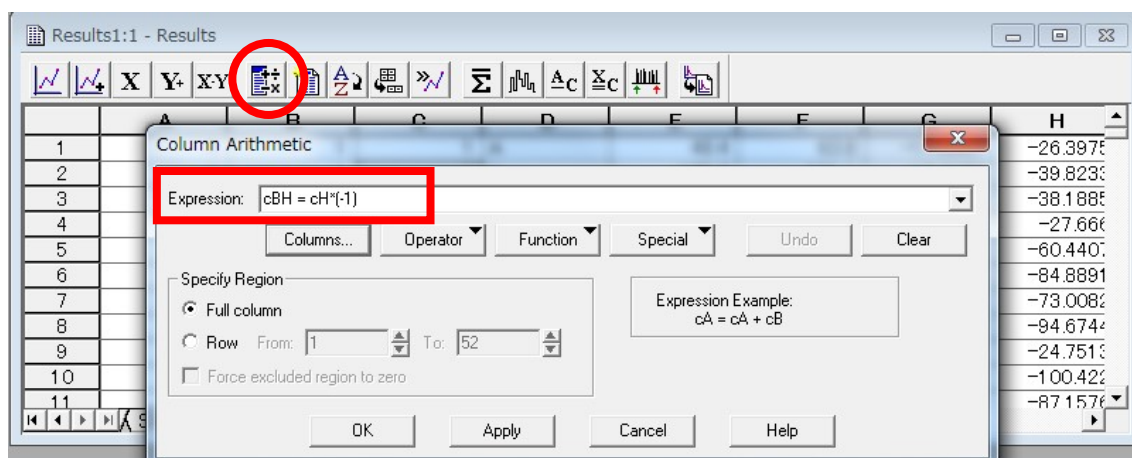 Results1:1 - Results
X Y+ X-Y A Z Σ A C X C
A B C D E F G H
Column Arithmetic
Expression: cBH = cH*(-1)
Columns... Operator Function Special Undo Clear
Specify Region
Full column
Row From: 1 To: 52
Force excluded region to zero
Expression Example:
cA = cA + cB
OK Apply Cancel Help
1 -26.3975
2 -39.8233
3 -38.1885
4 -27.666
5 -60.4407
6 -84.8891
7 -73.0082
8 -94.6744
9 -24.7513
10 -100.422
11 -87.1576